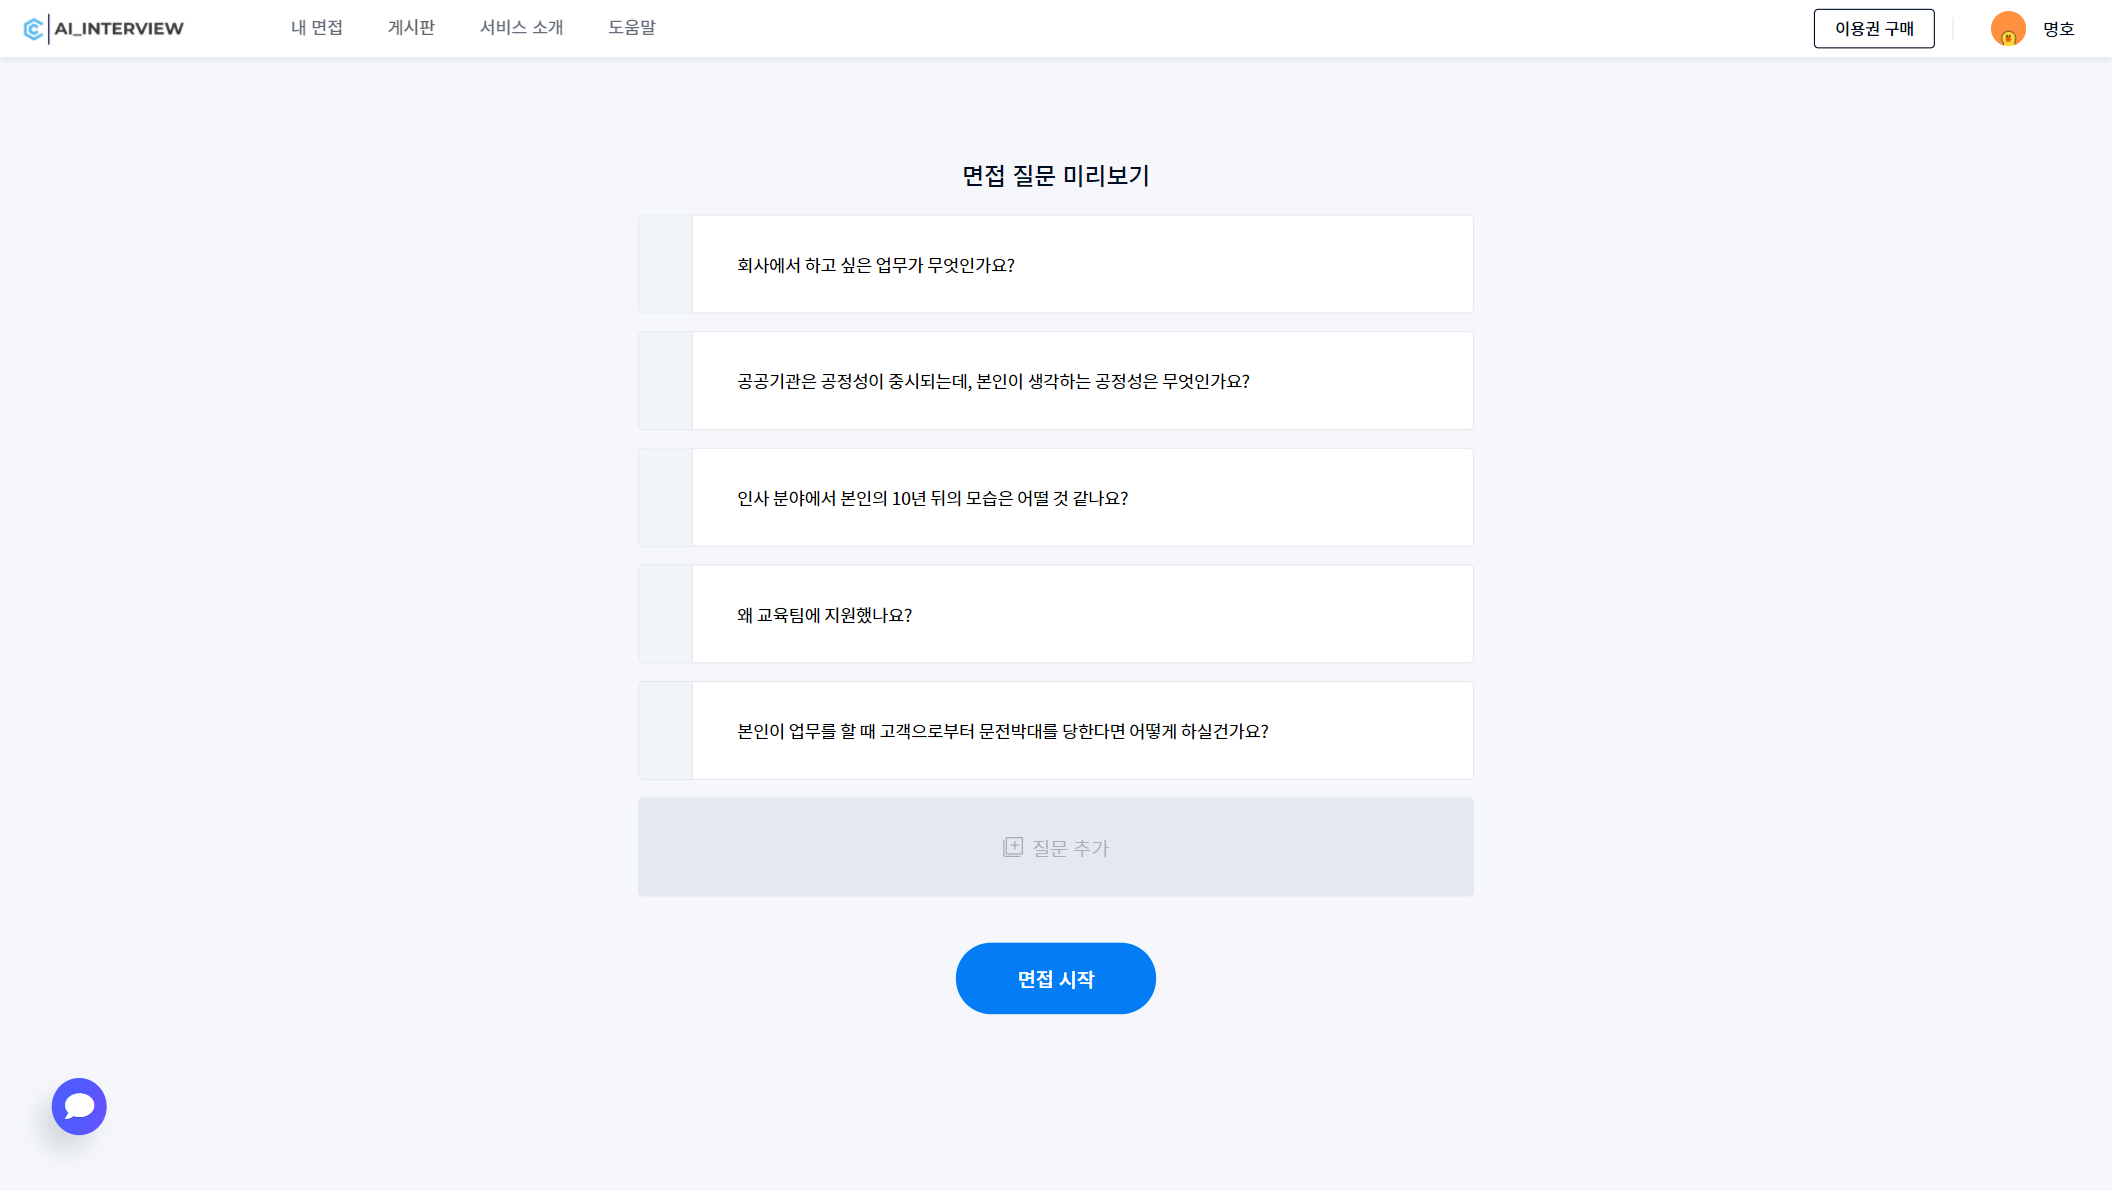 AI_INTERVIEW
내 면접
게시판
서비스 소개
도움말
이용권 구매
명호
면접 질문 미리보기
회사에서 하고 싶은 업무가 무엇인가요?
공공기관은 공정성이 중시되는데, 본인이 생각하는 공정성은 무엇인가요?
인사 분야에서 본인의 10년 뒤의 모습은 어떨 것 같나요?
왜 교육팀에 지원했나요?
본인이 업무를 할 때 고객으로부터 문전박대를 당한다면 어떻게 하실건가요?
질문 추가
면접 시작